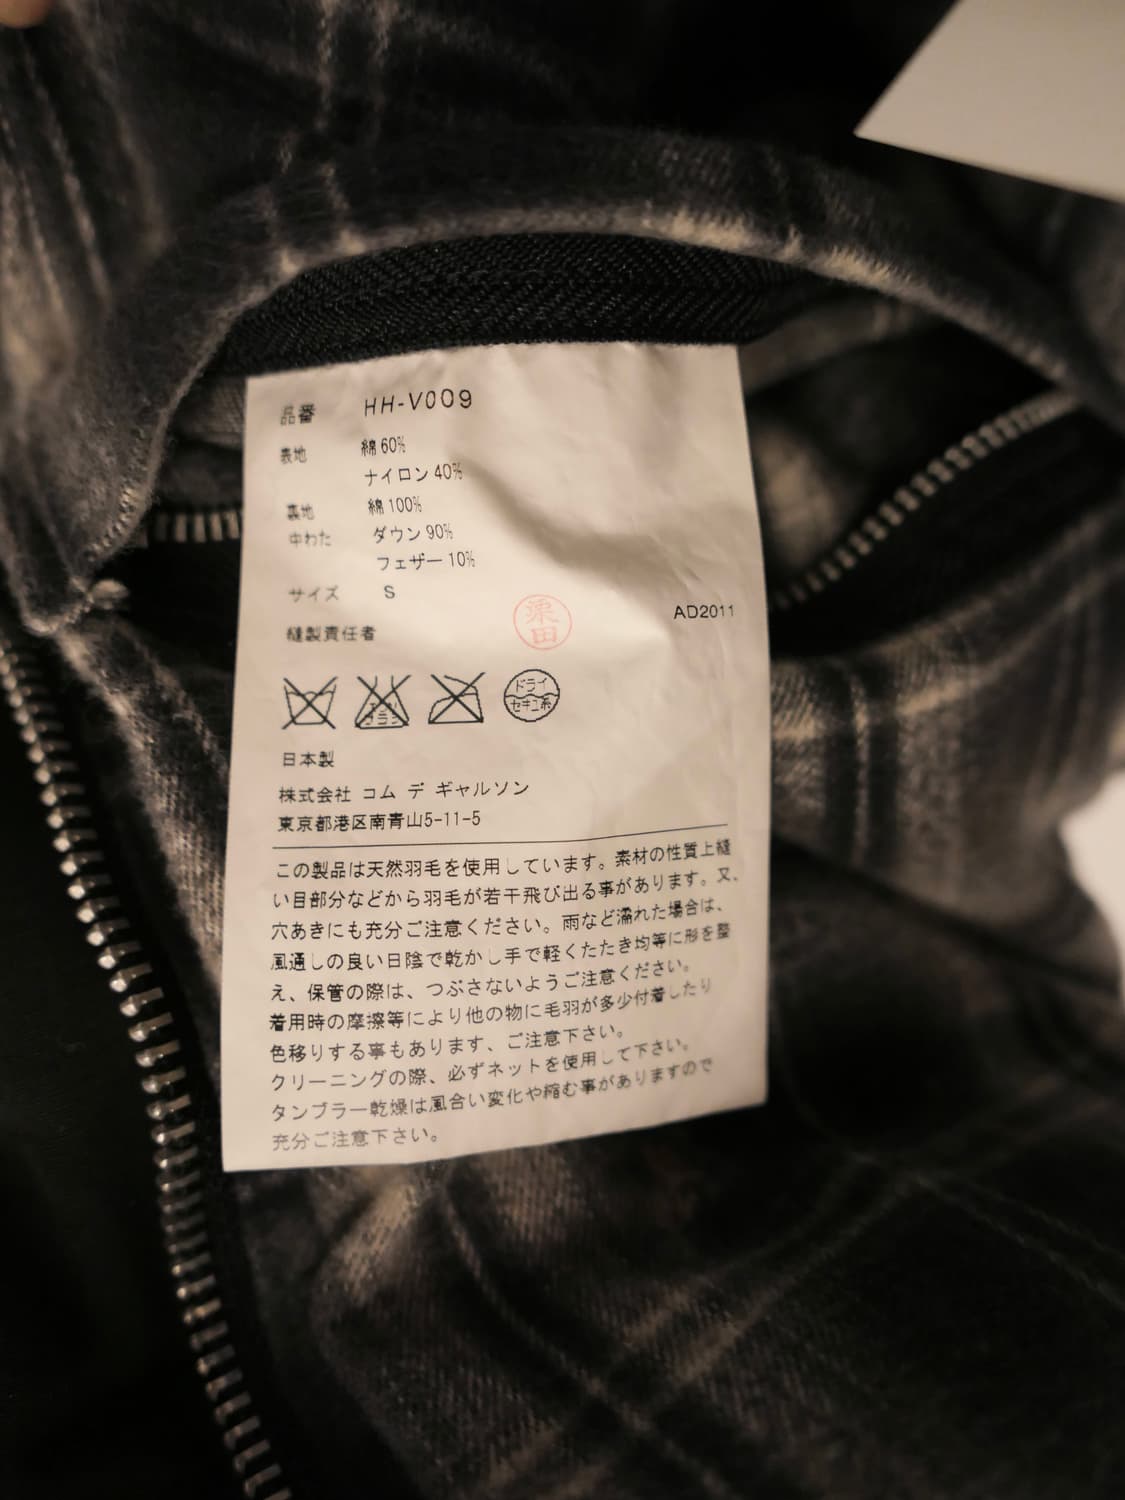 品番 HH-V009
表地 綿 60%
ナイロン 40%
裏地 綿 100%
中わた ダウン 90%
フェザー 10%
サイズ S
AD2011
縫製責任者 栗田
エンソ
サラシ
ドライ
セキユ系
日本製
株式会社 コム デ ギャルソン
東京都港区南青山5-11-5
この製品は天然羽毛を使用しています。素材の性質上縫
い目部分などから羽毛が若干飛び出る事があります。又、
穴あきにも充分ご注意ください。雨など濡れた場合は、
風通しの良い日陰で乾かし手で軽くたたき均等に形を整
え、保管の際は、つぶさないようご注意ください。
着用時の摩擦等により他の物に毛羽が多少付着したり
色移りする事もあります、ご注意下さい。
クリーニングの際、必ずネットを使用して下さい。
タンブラー乾燥は風合い変化や縮む事がありますので
充分ご注意下さい。